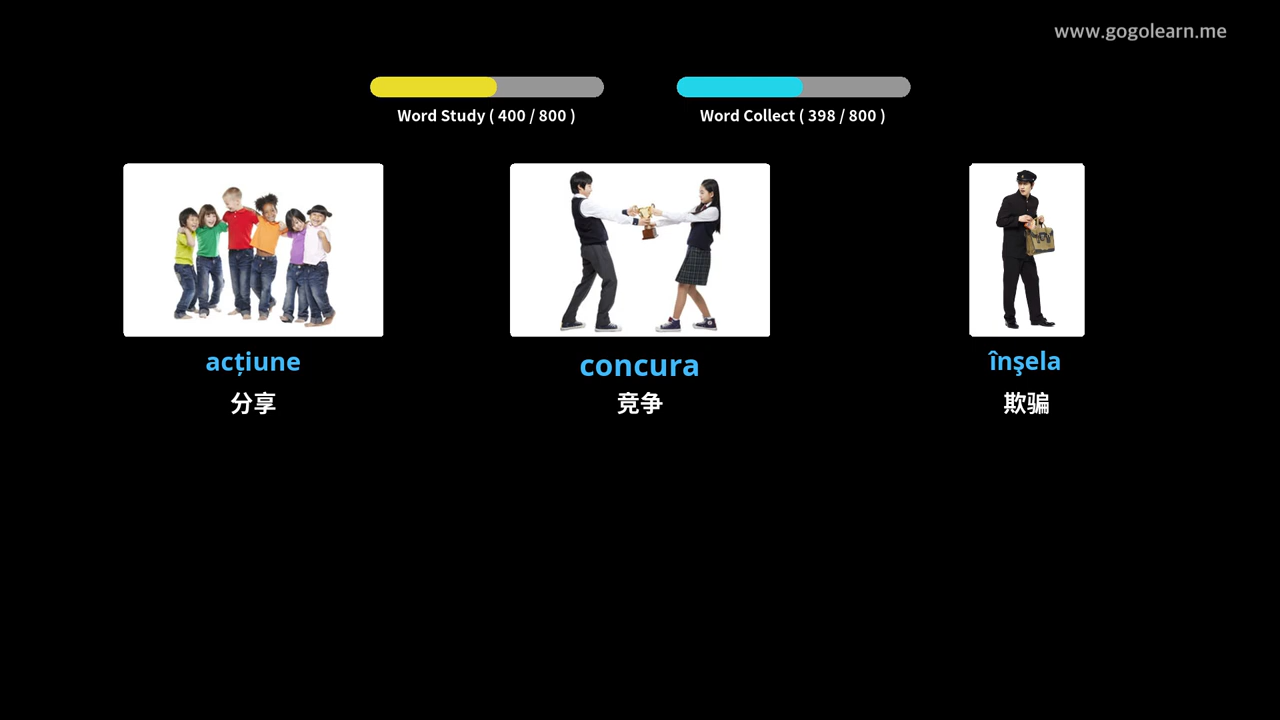 www.gogolearn.me
Word Study ( 400 / 800 )
Word Collect ( 398 / 800 )
acțiune
concura
înşela
分享
竞争
欺骗